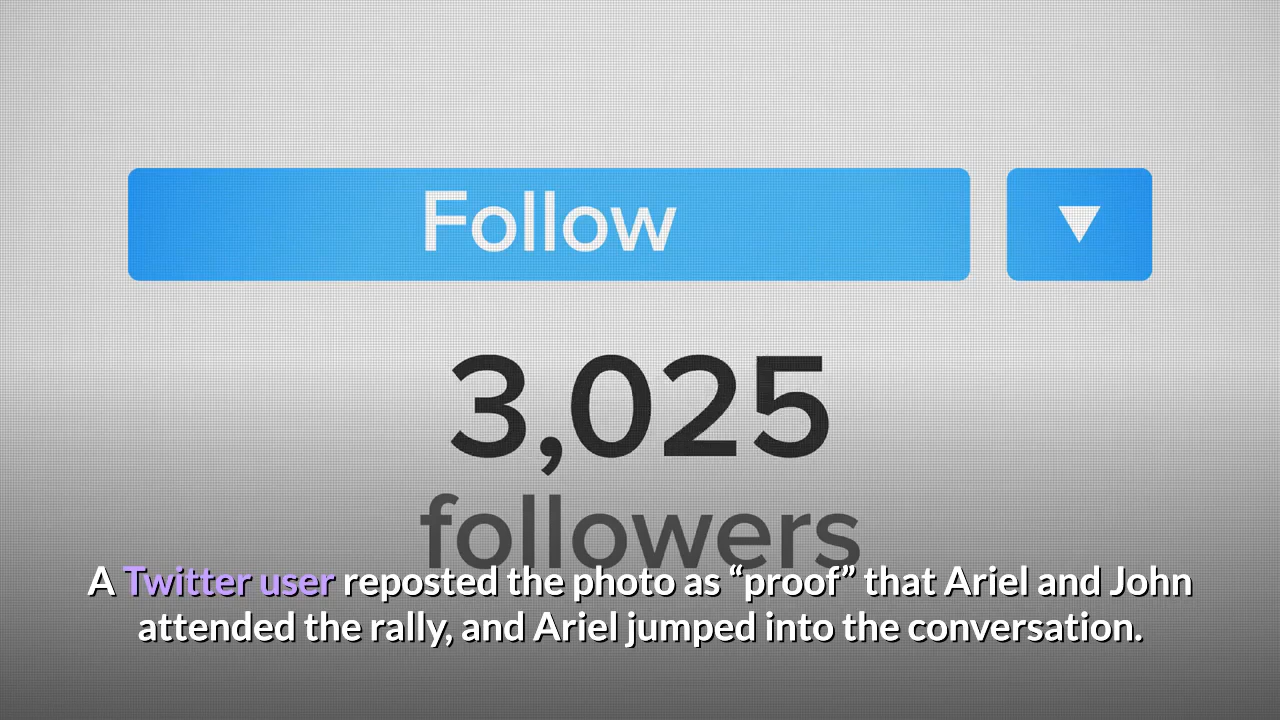 Follow
3,025
followers
A Twitter user reposted the photo as “proof” that Ariel and John
attended the rally, and Ariel jumped into the conversation.